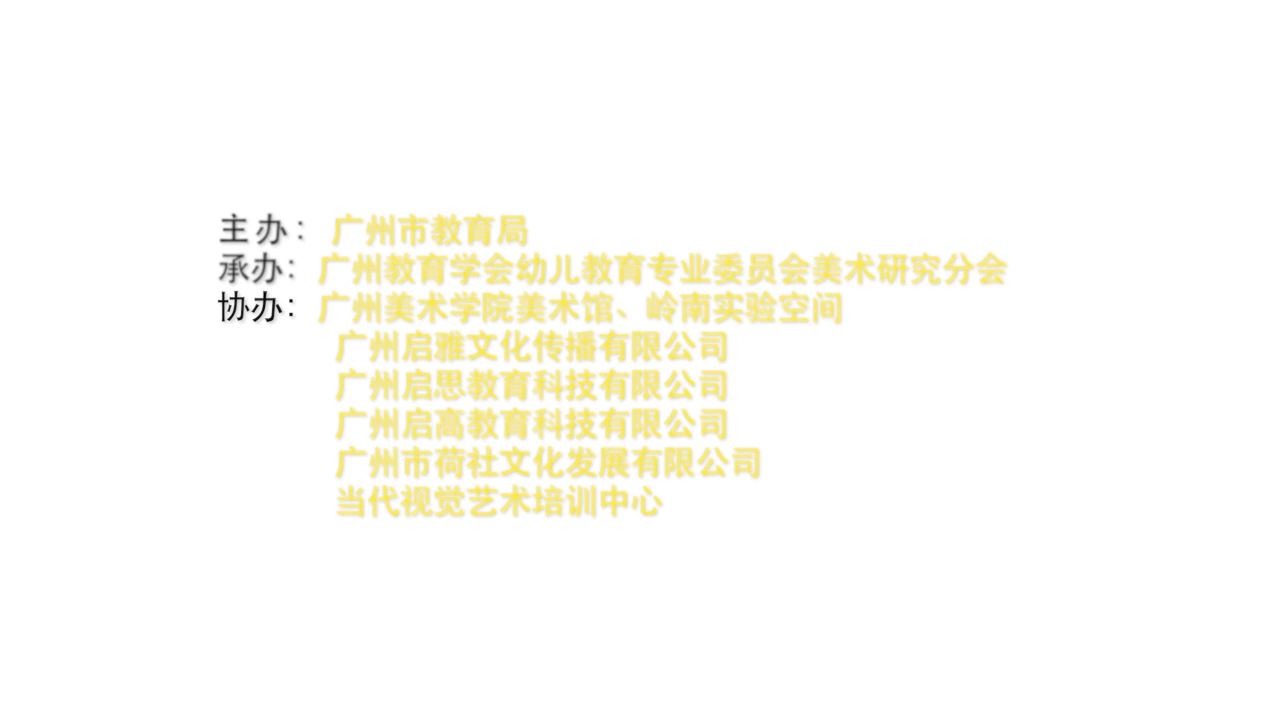 主办：广州市教育局
承办：广州教育学会幼儿教育专业委员会美术研究分会
协办：广州美术学院美术馆、岭南实验空间
广州启雅文化传播有限公司
广州启思教育科技有限公司
广州启高教育科技有限公司
广州市荷社文化发展有限公司
当代视觉艺术培训中心